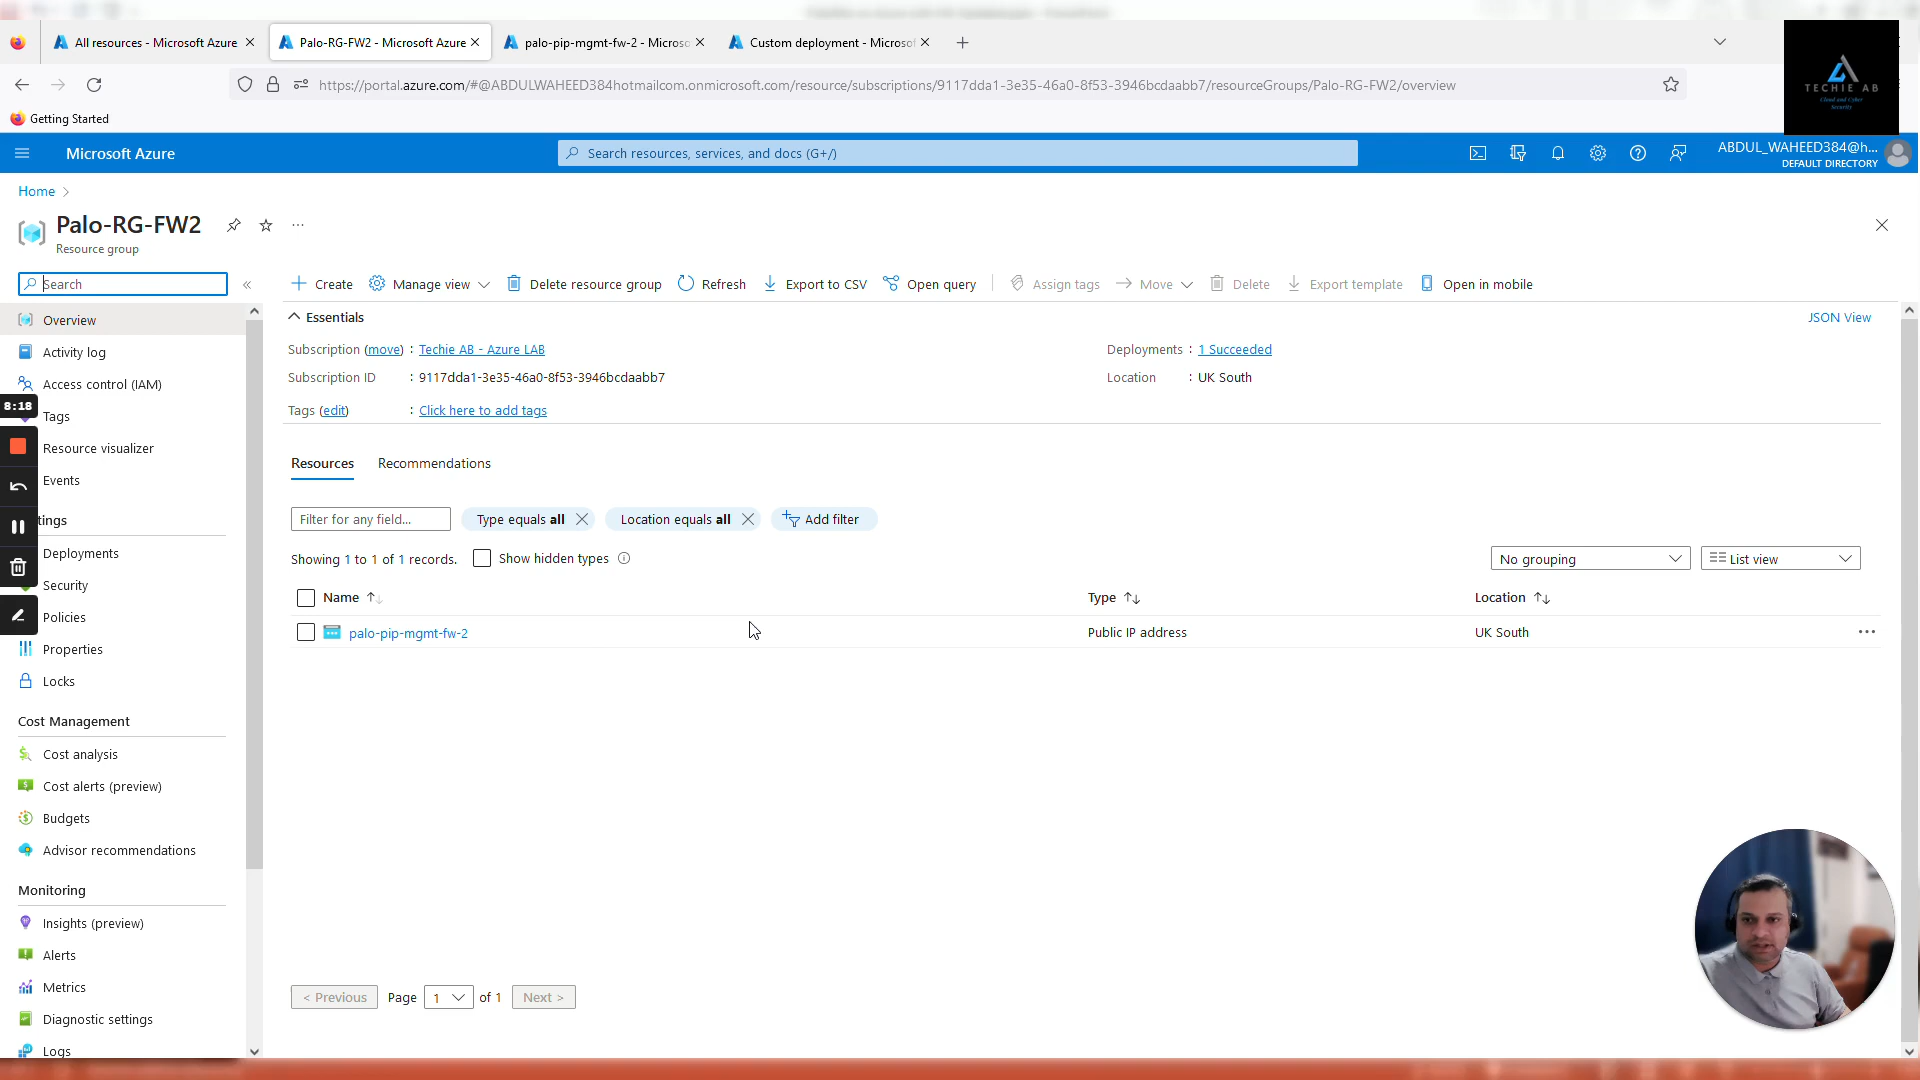 All resources - Microsoft Azure
Palo-RG-FW2 - Microsoft Azure
palo-pip-mgmt-fw-2 - Microso
Custom deployment - Microsof
https://portal.azure.com/#@ABDULWAHEED384hotmailcom.onmicrosoft.com/resource/subscriptions/9117dda1-3e35-46a0-8f53-3946bcdaabb7/resourceGroups/Palo-RG-FW2/overview
TECHIE AB
Cloud and Cyber
Security
Getting Started
Microsoft Azure
Search resources, services, and docs (G+/)
ABDUL_WAHEED384@h...
DEFAULT DIRECTORY
Home
Palo-RG-FW2
Resource group
Search
Create
Manage view
Delete resource group
Refresh
Export to CSV
Open query
Assign tags
Move
Delete
Export template
Open in mobile
Overview
Activity log
Access control (IAM)
8:18
Tags
Resource visualizer
Events
tings
Deployments
Security
Policies
Properties
Locks
Cost Management
Cost analysis
Cost alerts (preview)
Budgets
Advisor recommendations
Monitoring
Insights (preview)
Alerts
Metrics
Diagnostic settings
Logs
Essentials
JSON View
Subscription (move) : Techie AB - Azure LAB
Deployments : 1 Succeeded
Subscription ID : 9117dda1-3e35-46a0-8f53-3946bcdaabb7
Location : UK South
Tags (edit) : Click here to add tags
Resources
Recommendations
Filter for any field...
Type equals all
Location equals all
Add filter
Showing 1 to 1 of 1 records.
Show hidden types
No grouping
List view
Name
Type
Location
palo-pip-mgmt-fw-2
Public IP address
UK South
< Previous
Page 1 of 1
Next >